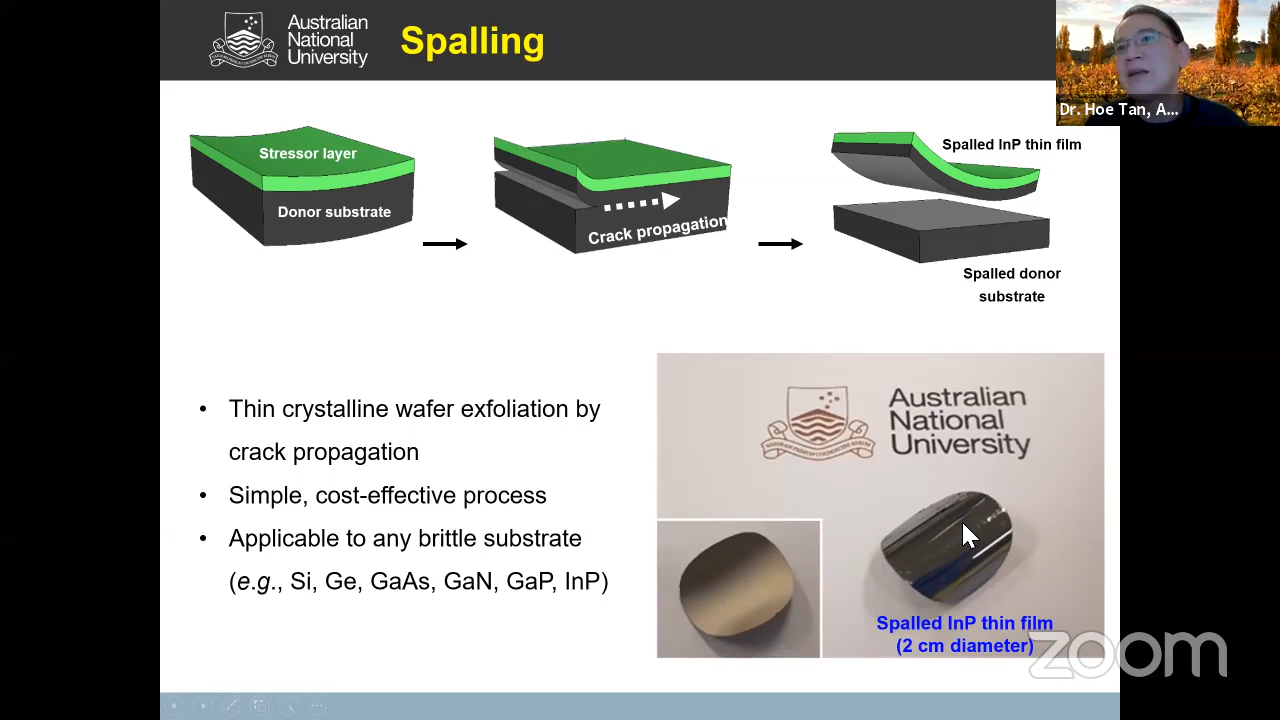 Australian
National
University
Spalling
Dr. Hoe Tan, A...
Stressor layer
Donor substrate
Crack propagation
Spalled InP thin film
Spalled donor
substrate
• Thin crystalline wafer exfoliation by
crack propagation
• Simple, cost-effective process
• Applicable to any brittle substrate
(e.g., Si, Ge, GaAs, GaN, GaP, InP)
Australian
National
University
Spalled InP thin film
(2 cm diameter)
zoom